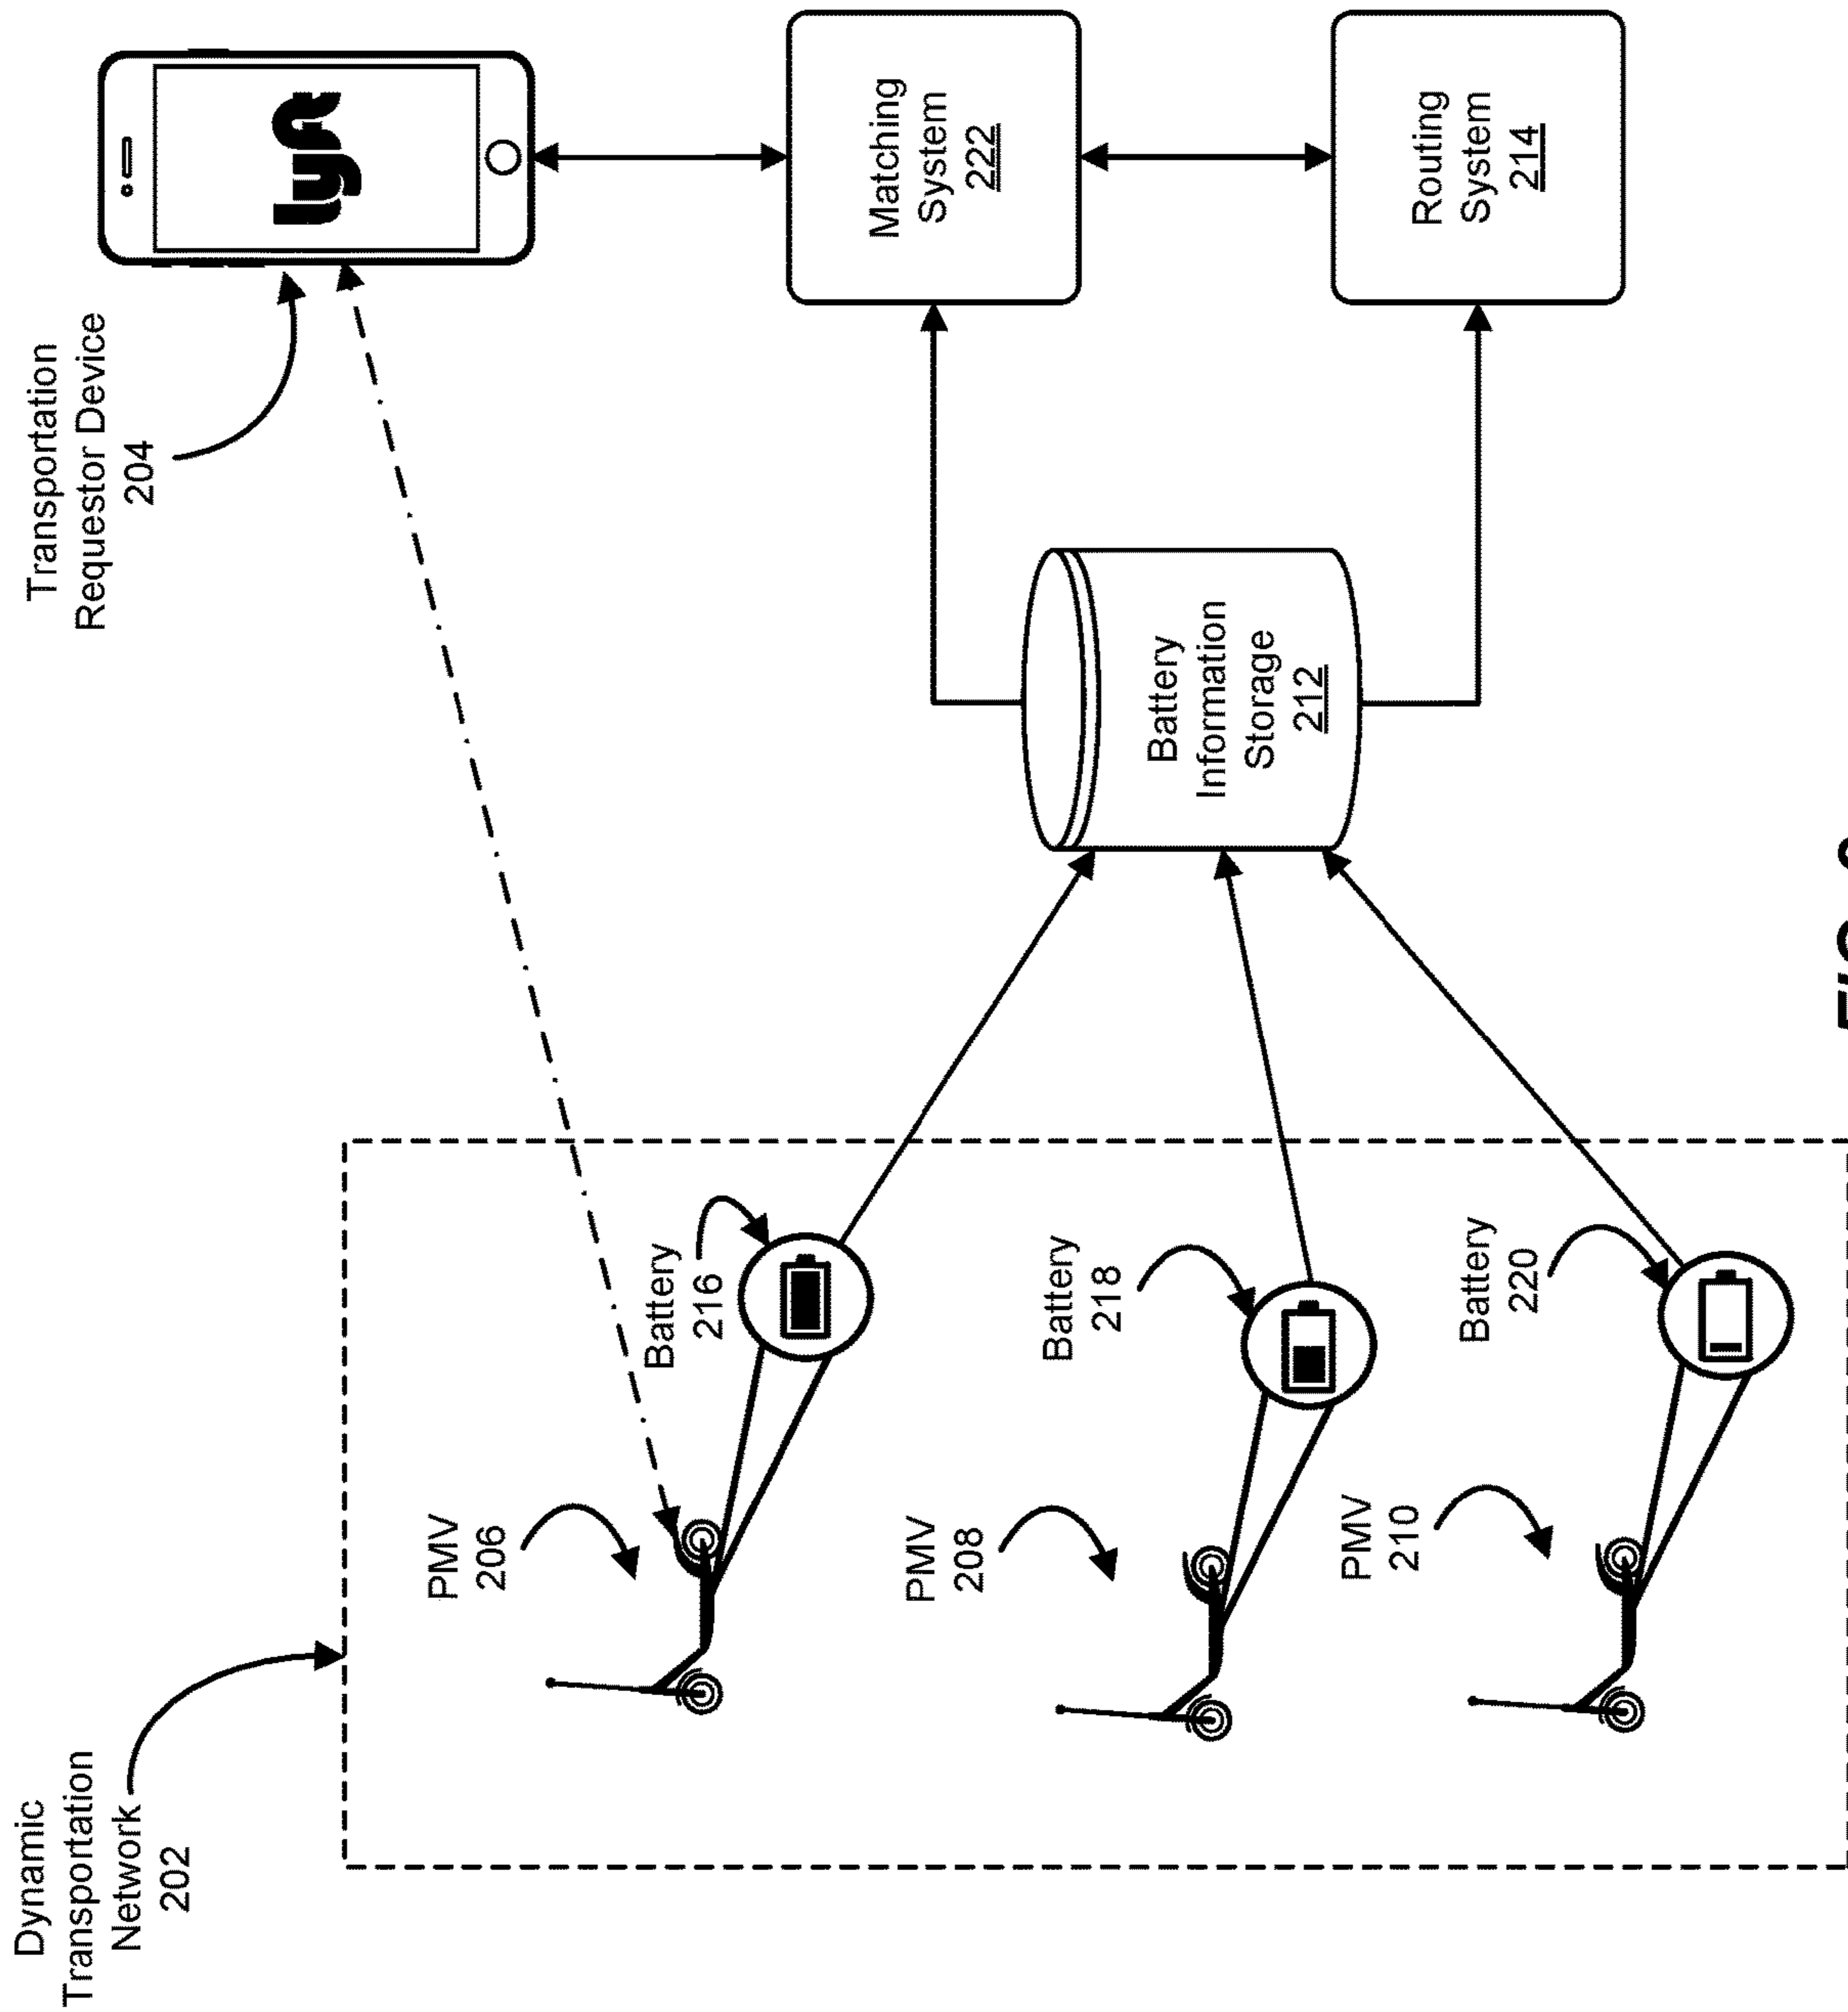 Dynamic
Transportation
Network
202
Transportation
Requestor Device
204
lyft
PMV
206
Battery
216
PMV
208
Battery
218
PMV
210
Battery
220
Battery
Information
Storage
212
Matching
System
222
Routing
System
214